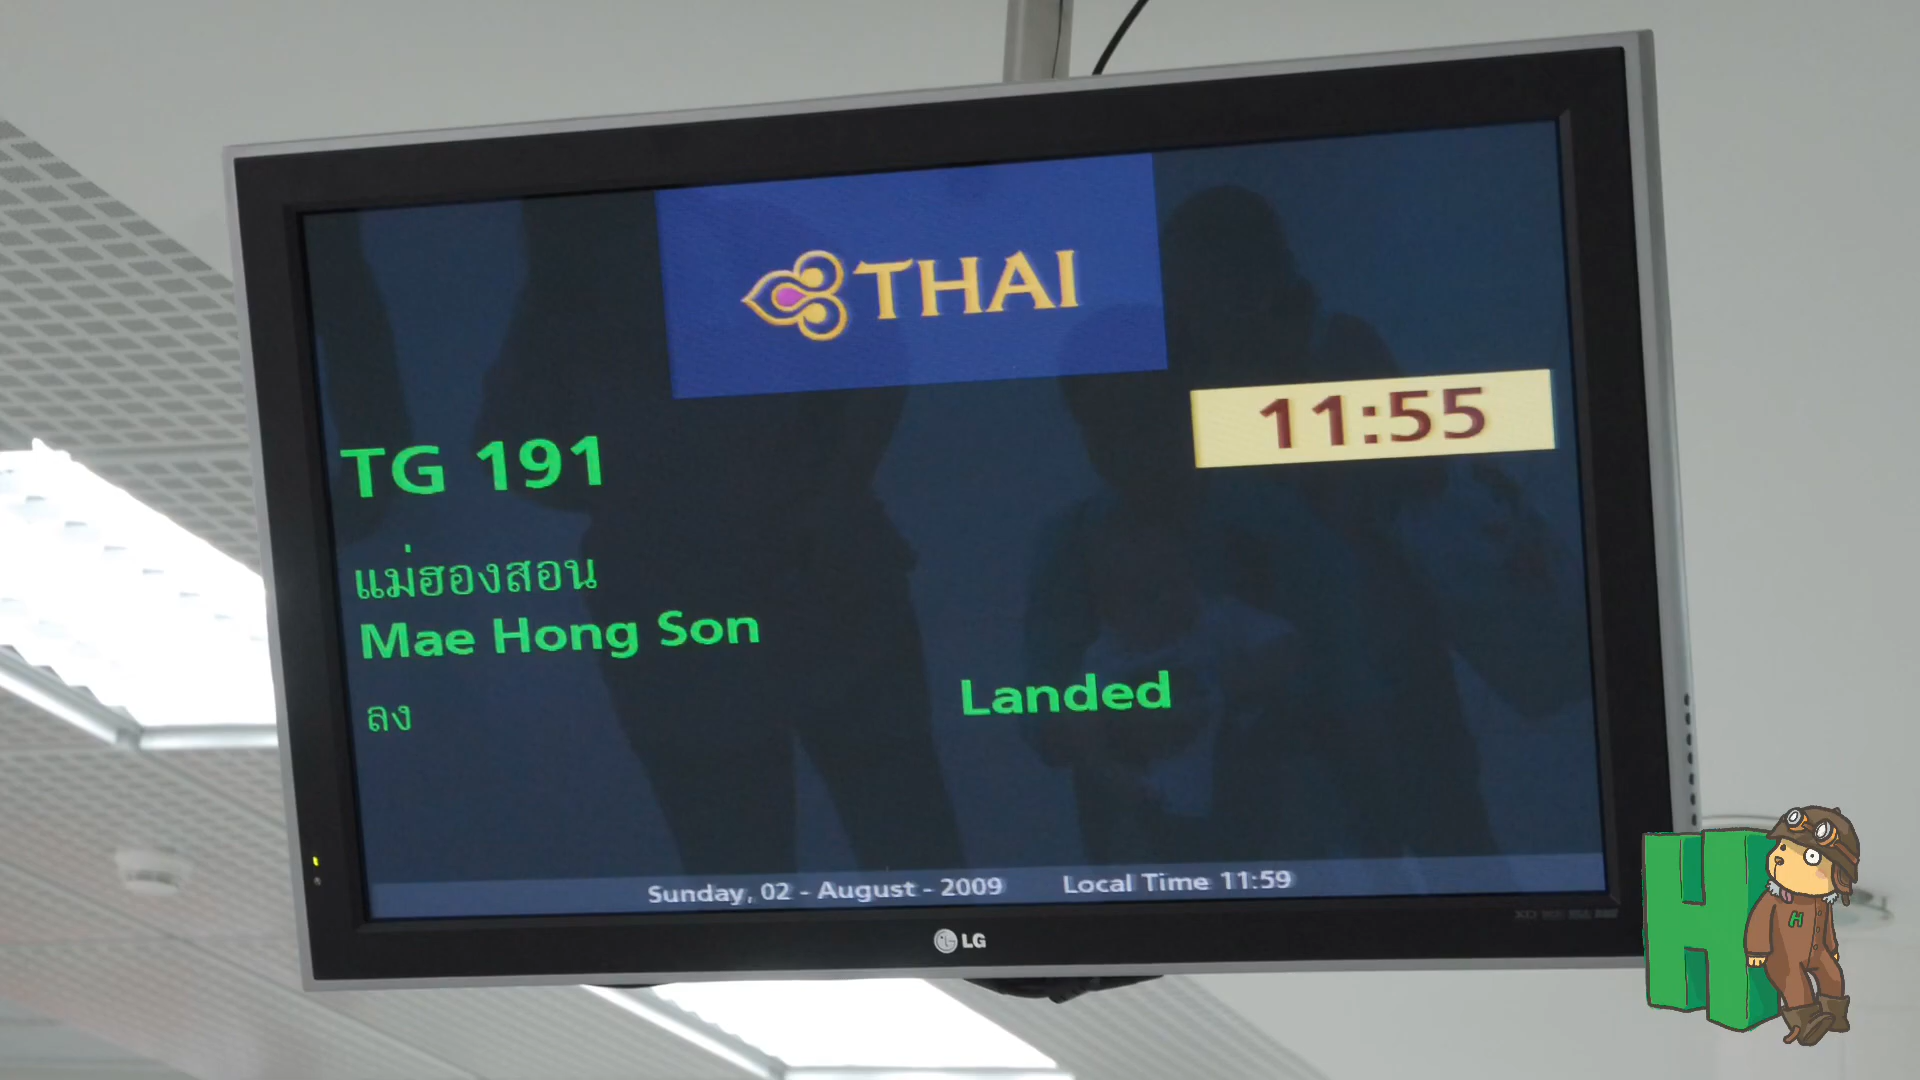 THAI
11:55
TG 191
แม่ฮ่องสอน
Mae Hong Son
ลง
Landed
Sunday, 02 - August - 2009 Local Time 11:59
LG
H
H